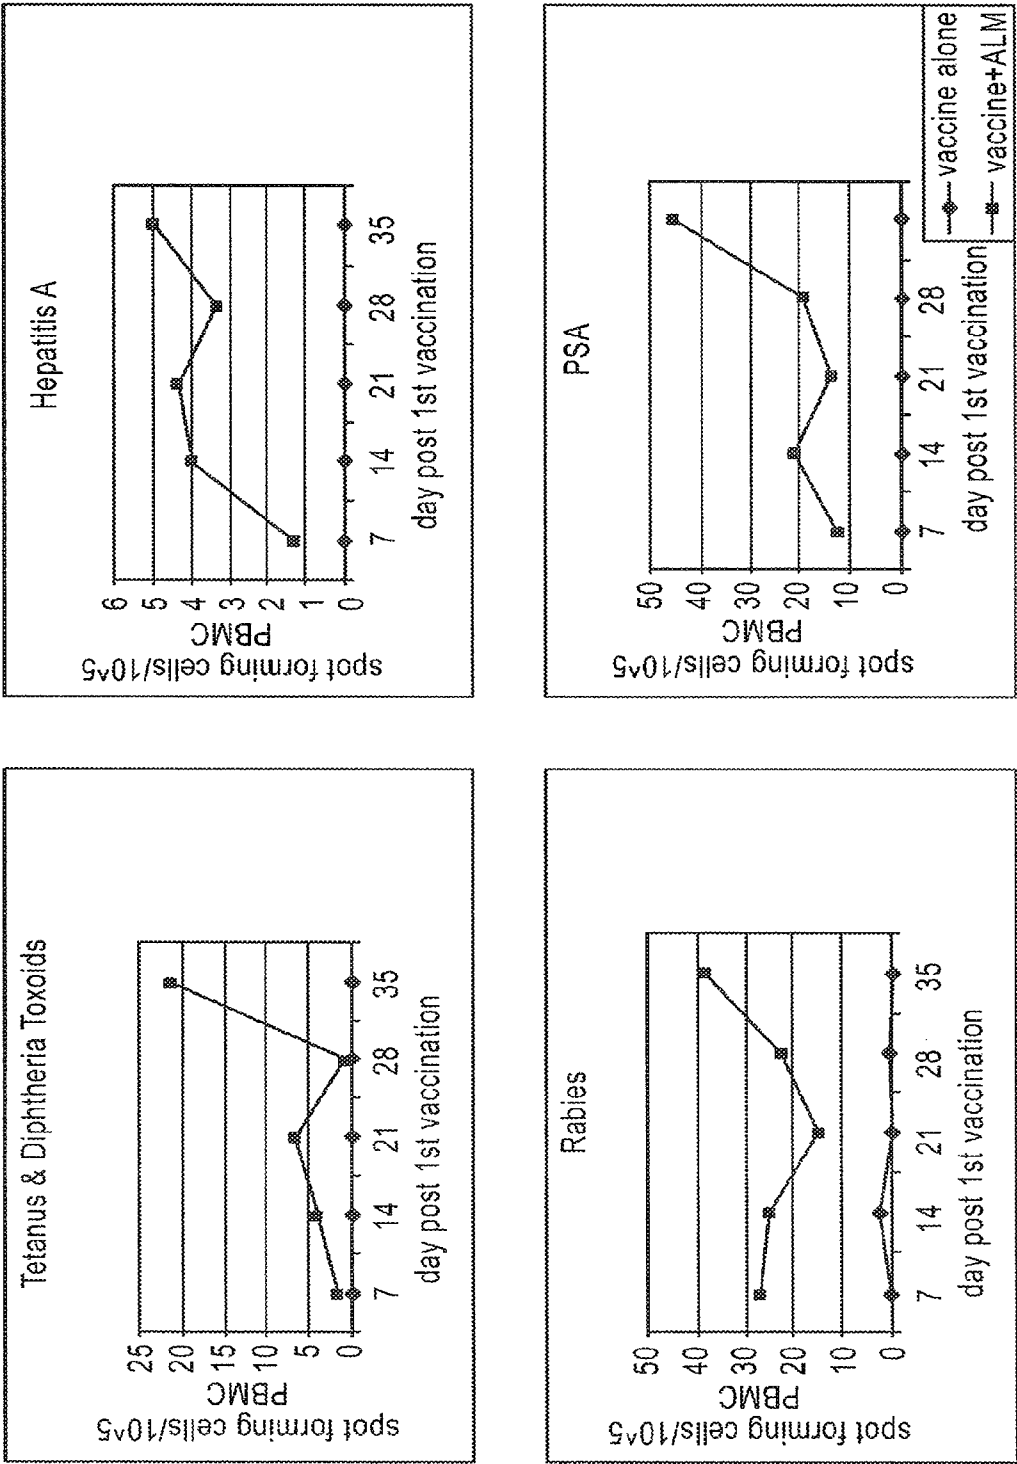 Tetanus & Diphtheria Toxoids
spot forming cells/10^5
PBMC
25
20
15
10
5
0
7 14 21 28 35
day post 1st vaccination
Hepatitis A
spot forming cells/10^5
PBMC
6
5
4
3
2
1
0
7 14 21 28 35
day post 1st vaccination
Rabies
spot forming cells/10^5
PBMC
50
40
30
20
10
0
7 14 21 28 35
day post 1st vaccination
PSA
spot forming cells/10^5
PBMC
50
40
30
20
10
0
7 14 21 28
day post 1st vaccination
vaccine alone
vaccine+ALM